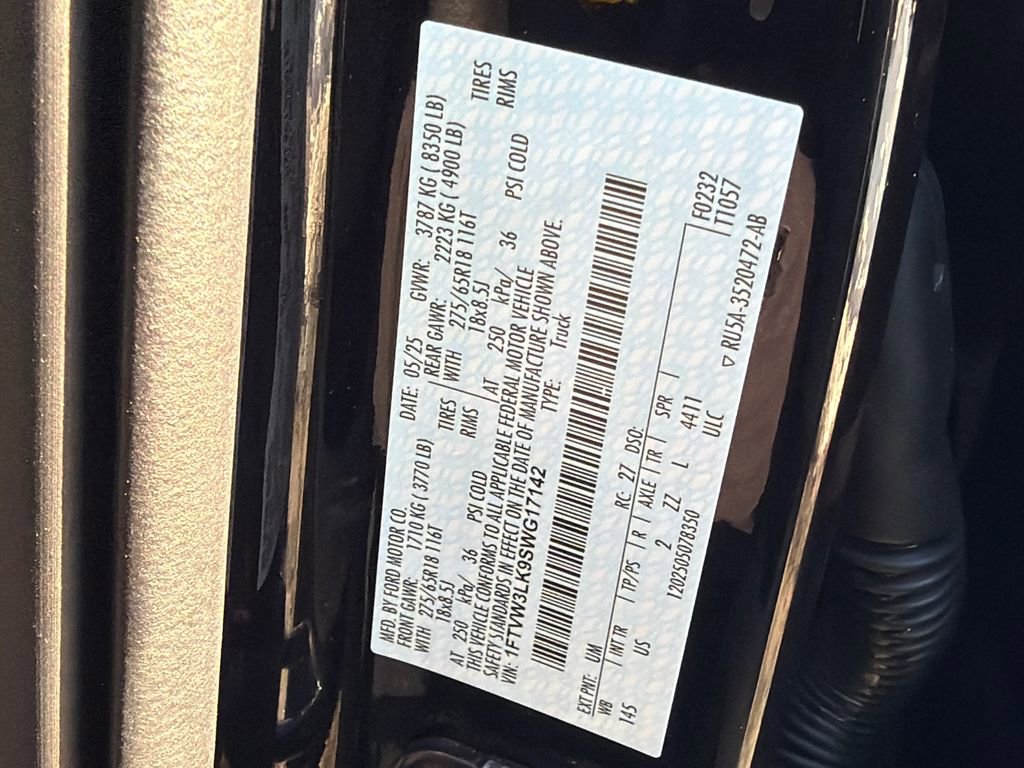 MFD. BY FORD MOTOR CO.
DATE: 05/25 GVWR: 3787 KG ( 8350 LB)
FRONT GAWR: 1710 KG ( 3770 LB) REAR GAWR: 2223 KG ( 4900 LB)
WITH 275/65R18 116T TIRES WITH 275/65R18 116T TIRES
18x8.5J RIMS 18x8.5J RIMS
AT 250 kPa/ 36 PSI COLD AT 250 kPa/ 36 PSI COLD
THIS VEHICLE CONFORMS TO ALL APPLICABLE FEDERAL MOTOR VEHICLE
SAFETY STANDARDS IN EFFECT ON THE DATE OF MANUFACTURE SHOWN ABOVE.
VIN: 1FTVW3LK9SWG17142 TYPE: Truck
EXT PNT: UM RC: 27 DSO: F0232
WB INT TR TP/PS R AXLE TR SPR 11057
145 US 2 ZZ L 4411
1202505078350 ULC
▽ RU5A-3520472-AB